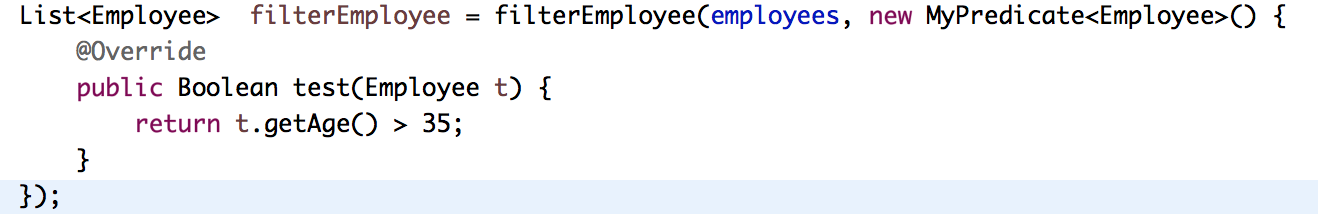 List<Employee>  filterEmployee = filterEmployee(employees, new MyPredicate<Employee>() {
    @Override
    public Boolean test(Employee t) {
        return t.getAge() > 35;
    }
});